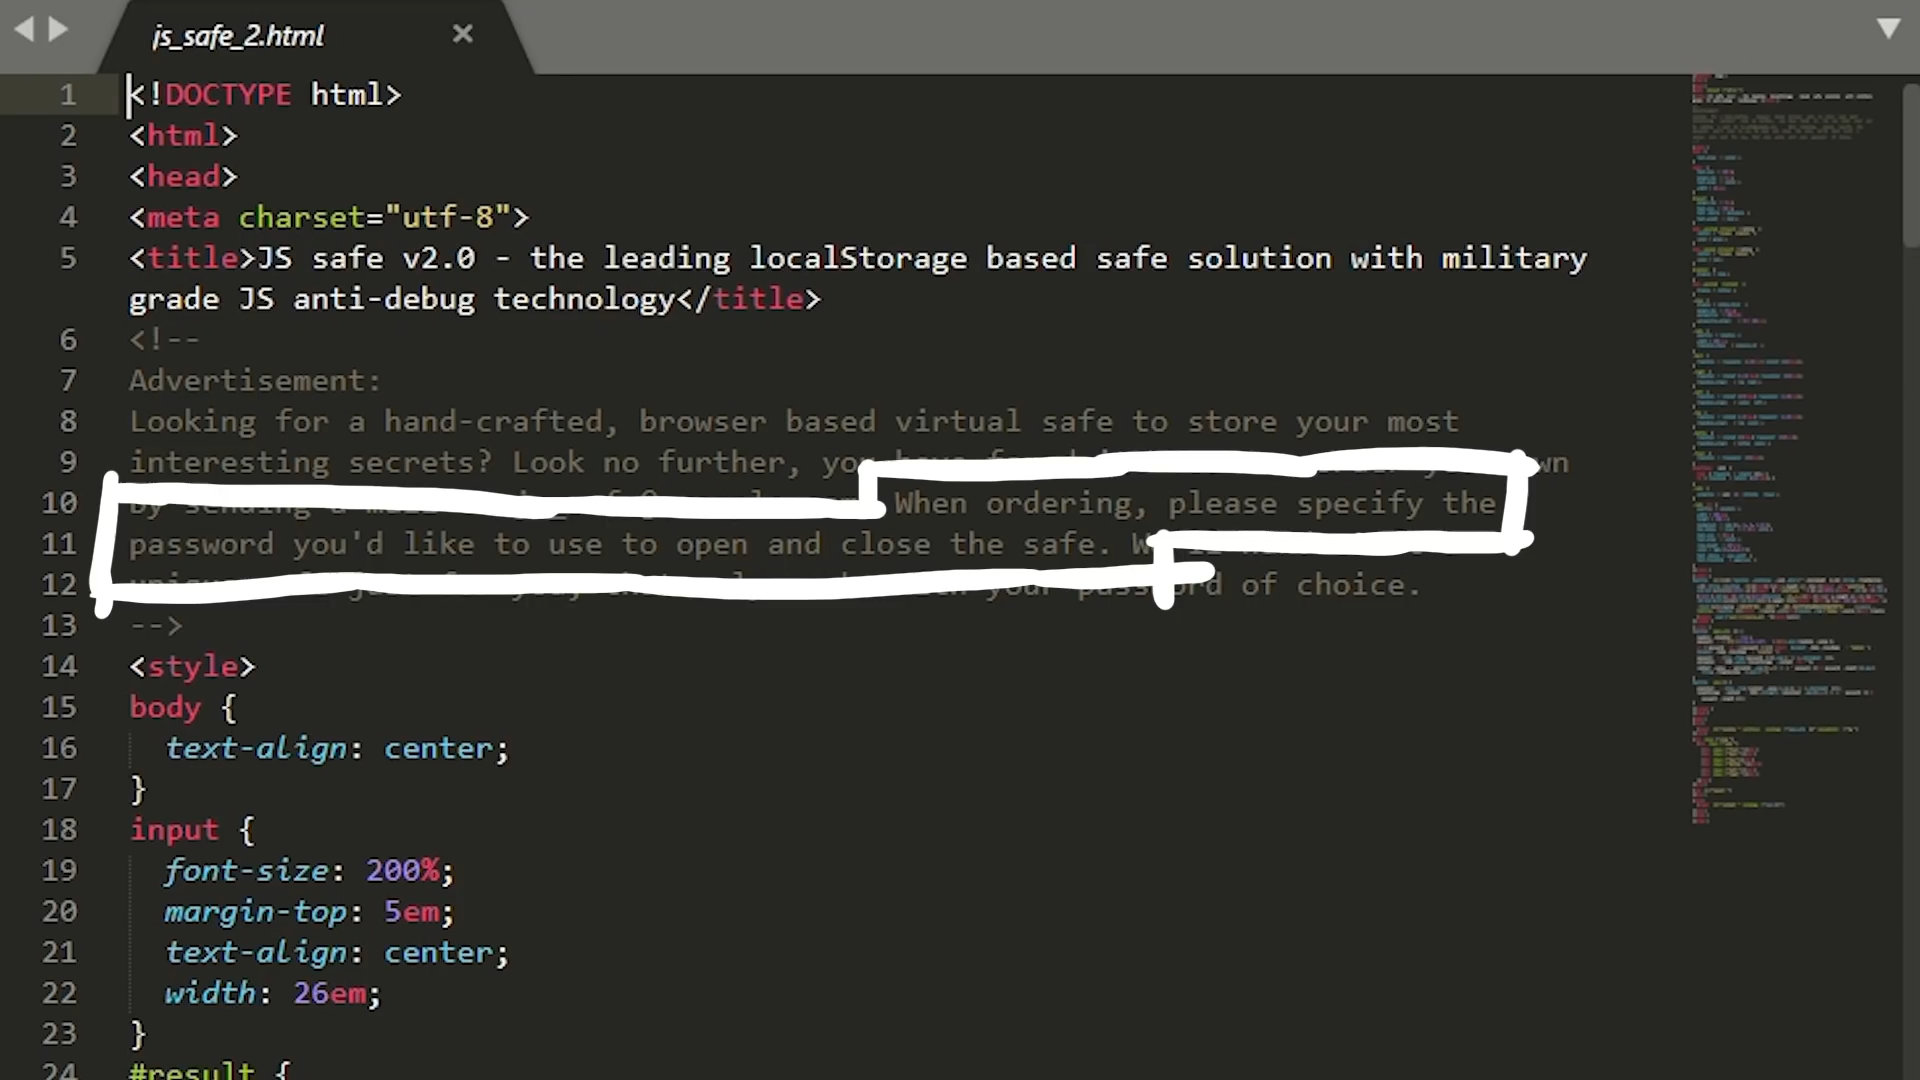 js_safe_2.html
1 <!DOCTYPE html>
2 <html>
3 <head>
4 <meta charset="utf-8">
5 <title>JS safe v2.0 - the leading localStorage based safe solution with military
grade JS anti-debug technology</title>
6 <!--
7 Advertisement:
8 Looking for a hand-crafted, browser based virtual safe to store your most
9 interesting secrets? Look no further, you
10 by sending a When ordering, please specify the
11 password you'd like to use to open and close the safe.
12 your password of choice.
13 -->
14 <style>
15 body {
16 text-align: center;
17 }
18 input {
19 font-size: 200%;
20 margin-top: 5em;
21 text-align: center;
22 width: 26em;
23 }
24 #result {